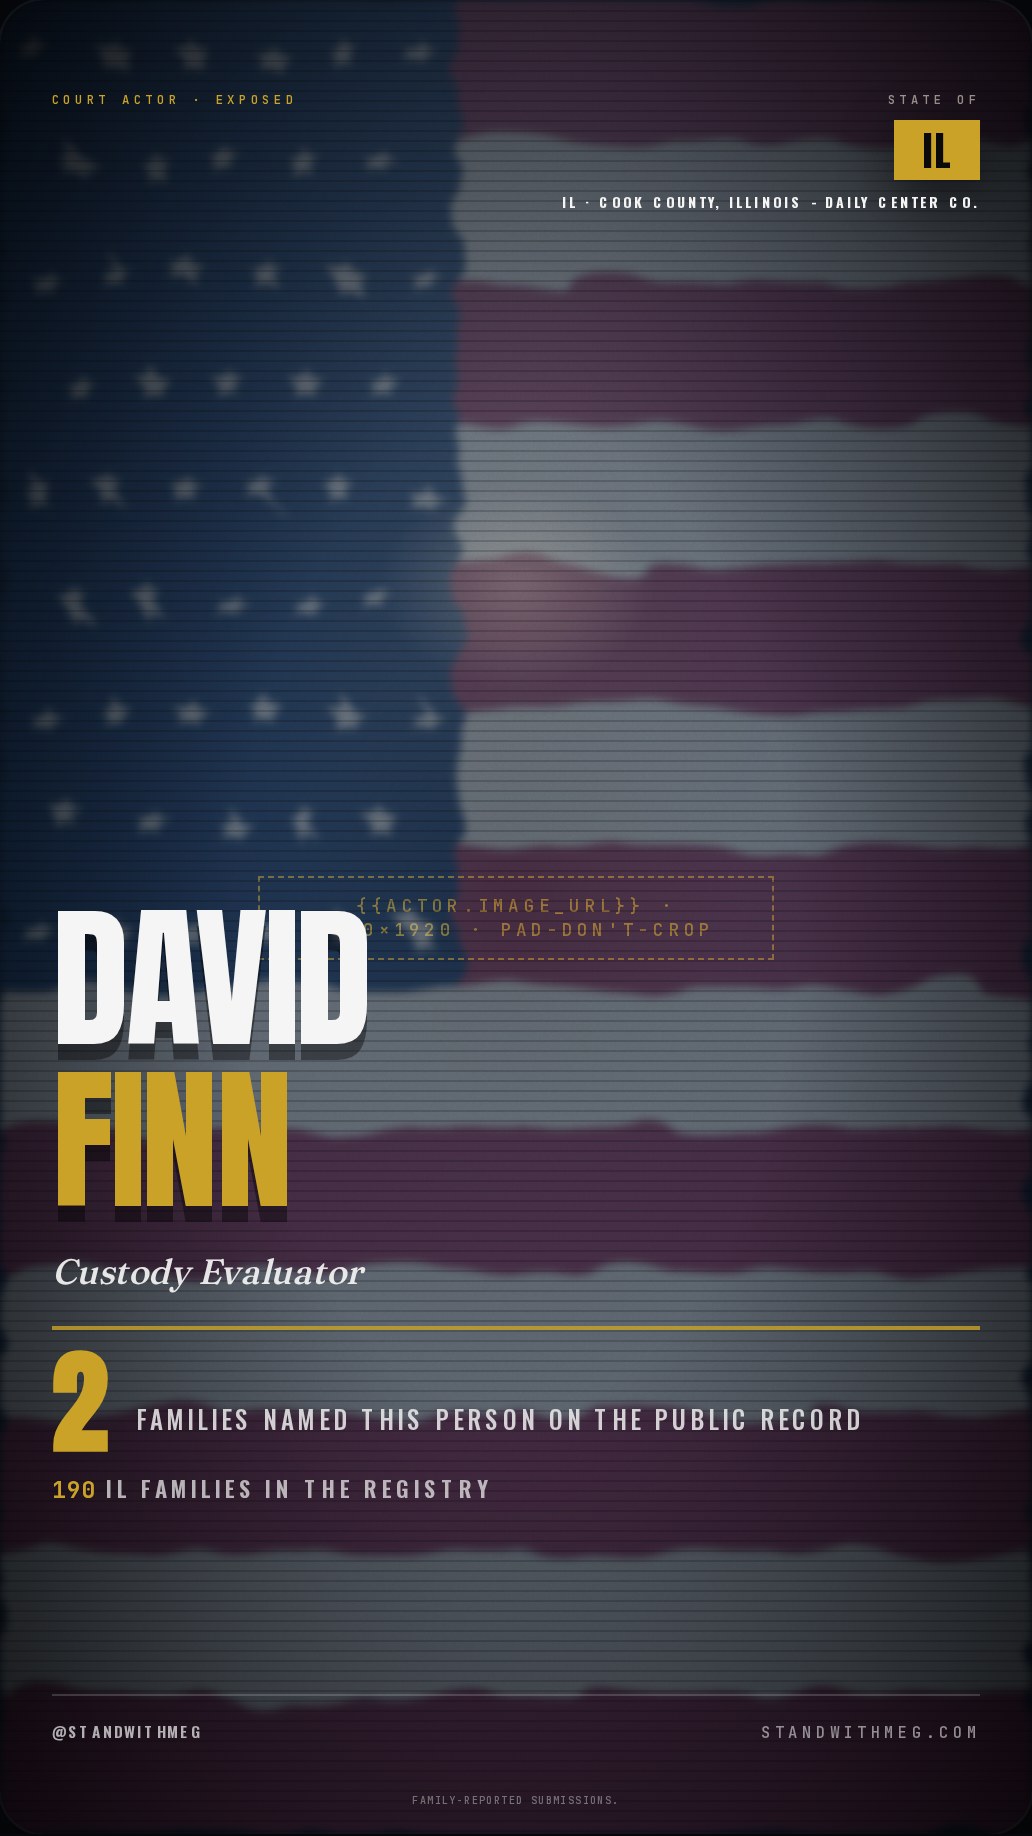 COURT ACTOR · EXPOSED
STATE OF
IL
IL · COOK COUNTY, ILLINOIS - DAILY CENTER CO.
{{ACTOR.IMAGE_URL}} ·
0×1920 · PAD-DON'T-CROP
DAVID
FINN
Custody Evaluator
2 FAMILIES NAMED THIS PERSON ON THE PUBLIC RECORD
190 IL FAMILIES IN THE REGISTRY
@STANDWITHMEG
STANDWITHMEG.COM
FAMILY-REPORTED SUBMISSIONS.